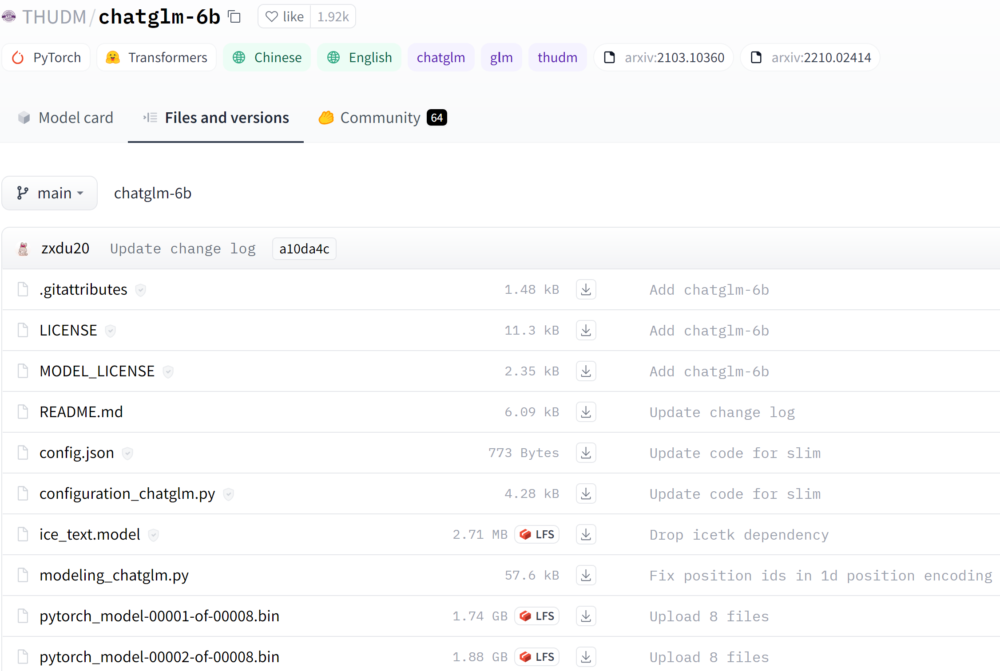 THUDM/chatglm-6b like 1.92k
PyTorch Transformers Chinese English chatglm glm thudm arxiv:2103.10360 arxiv:2210.02414
Model card Files and versions Community 64
main chatglm-6b
zxdu20 Update change log a10da4c
.gitattributes 1.48 kB Add chatglm-6b
LICENSE 11.3 kB Add chatglm-6b
MODEL_LICENSE 2.35 kB Add chatglm-6b
README.md 6.09 kB Update change log
config.json 773 Bytes Update code for slim
configuration_chatglm.py 4.28 kB Update code for slim
ice_text.model 2.71 MB LFS Drop icetk dependency
modeling_chatglm.py 57.6 kB Fix position ids in 1d position encoding
pytorch_model-00001-of-00008.bin 1.74 GB LFS Upload 8 files
pytorch_model-00002-of-00008.bin 1.88 GB LFS Upload 8 files